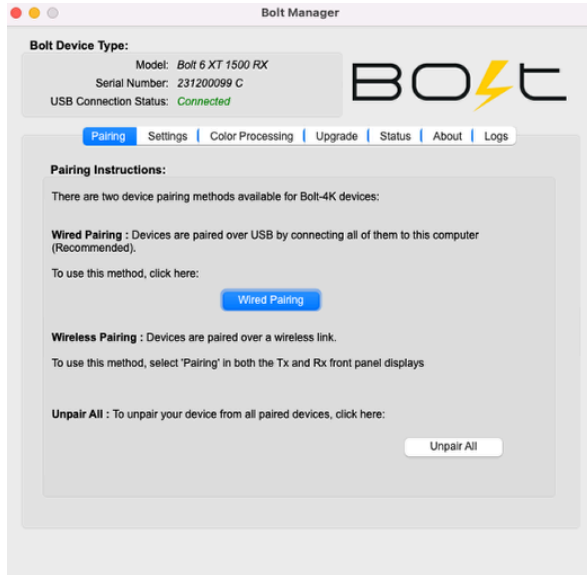 Bolt Manager
Bolt Device Type:
Model: Bolt 6 XT 1500 RX
Serial Number: 231200099 C
USB Connection Status: Connected
BOLt
Pairing
Settings
Color Processing
Upgrade
Status
About
Logs
Pairing Instructions:
There are two device pairing methods available for Bolt-4K devices:
Wired Pairing : Devices are paired over USB by connecting all of them to this computer
(Recommended).
To use this method, click here:
Wired Pairing
Wireless Pairing : Devices are paired over a wireless link.
To use this method, select 'Pairing' in both the Tx and Rx front panel displays
Unpair All : To unpair your device from all paired devices, click here:
Unpair All